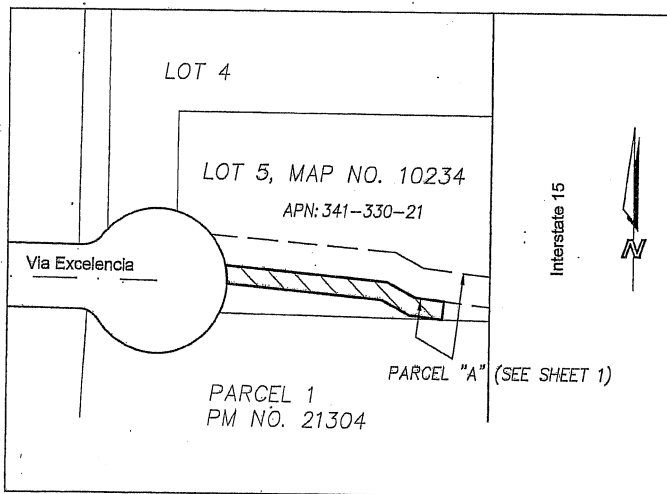 LOT 4
LOT 5, MAP NO. 10234
APN: 341-330-21
Via Excelencia
Interstate 15
N
PARCEL "A" (SEE SHEET 1)
PARCEL 1
PM NO. 21304